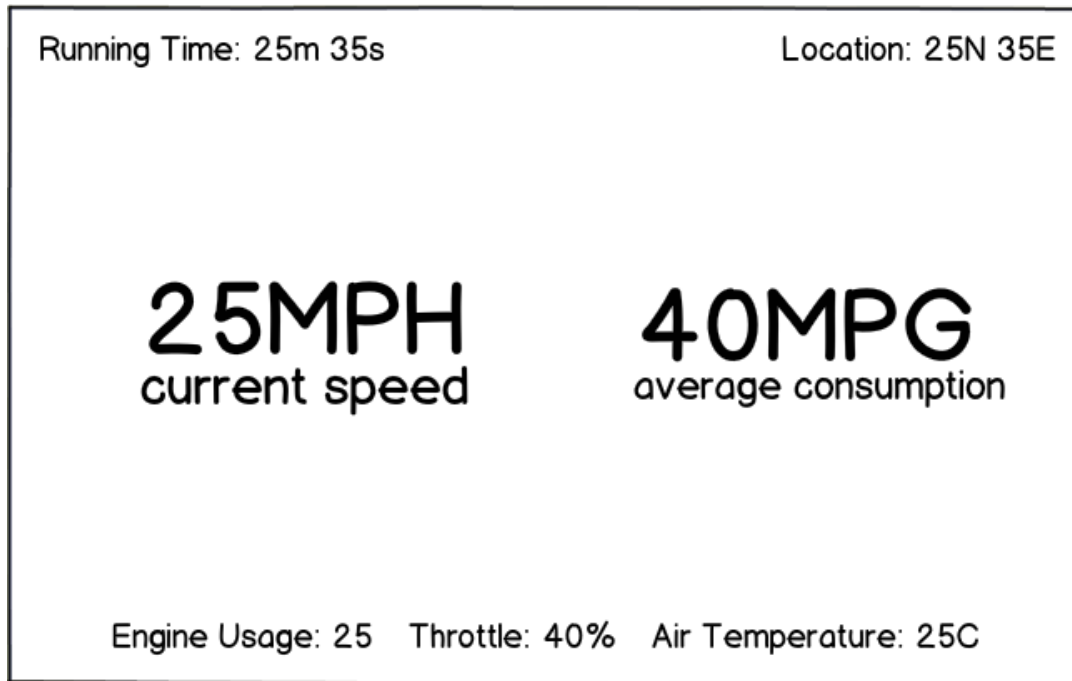 Running Time: 25m 35s
Location: 25N 35E
25MPH
current speed
40MPG
average consumption
Engine Usage: 25 Throttle: 40% Air Temperature: 25C